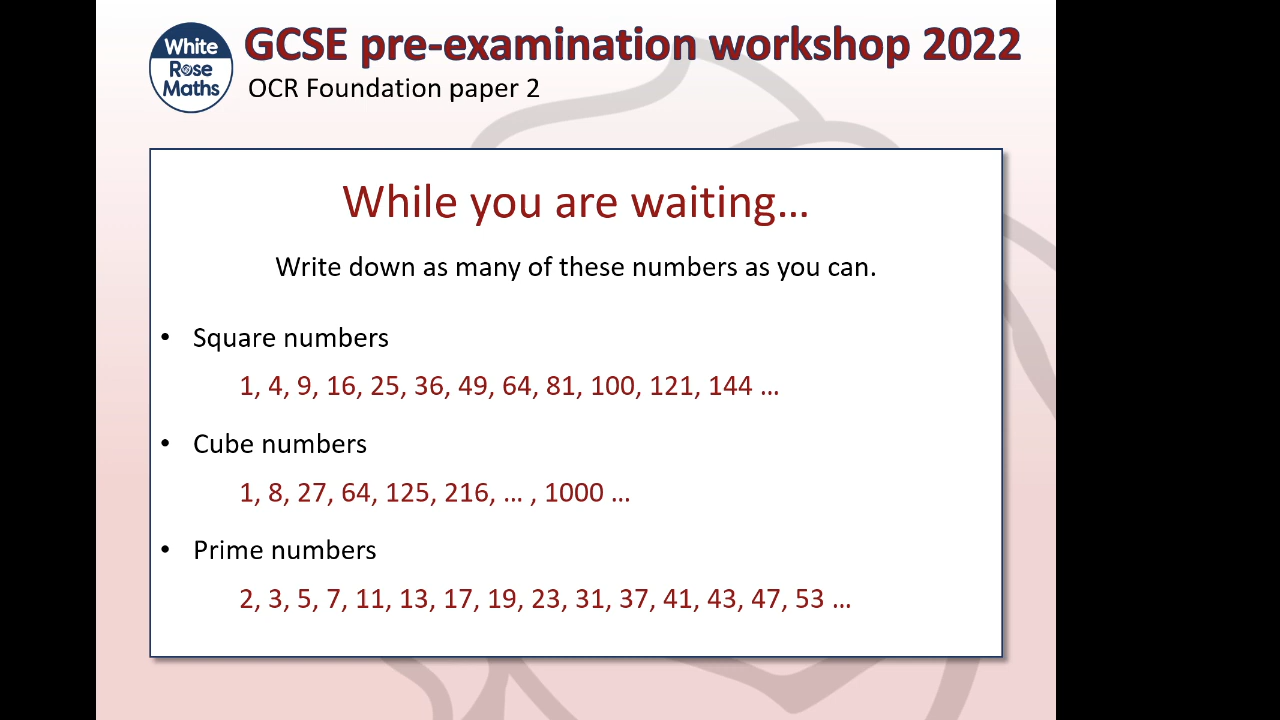 White
Rose
Maths
GCSE pre-examination workshop 2022
OCR Foundation paper 2
While you are waiting...
Write down as many of these numbers as you can.
• Square numbers
1, 4, 9, 16, 25, 36, 49, 64, 81, 100, 121, 144 ...
• Cube numbers
1, 8, 27, 64, 125, 216, ... , 1000 ...
• Prime numbers
2, 3, 5, 7, 11, 13, 17, 19, 23, 31, 37, 41, 43, 47, 53 ...